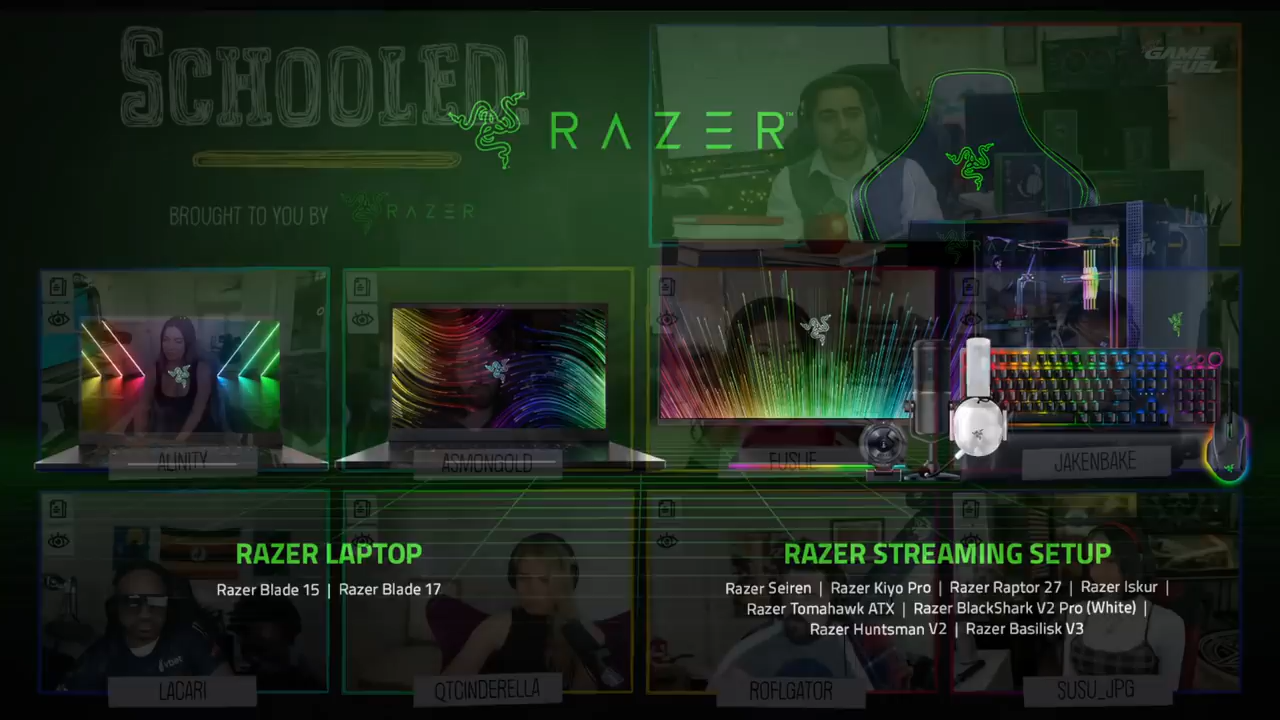 SCHOOLED!
RAZER™
GAME FUEL
BROUGHT TO YOU BY RAZER
ALINITY
ASMONGOLD
FUSLIE
JAKENBAKE
RAZER LAPTOP
Razer Blade 15 | Razer Blade 17
RAZER STREAMING SETUP
Razer Seiren | Razer Kiyo Pro | Razer Raptor 27 | Razer Iskur |
Razer Tomahawk ATX | Razer BlackShark V2 Pro (White) |
Razer Huntsman V2 | Razer Basilisk V3
LACARI
QTCINDERELLA
ROFLGATOR
SUSU_JPG